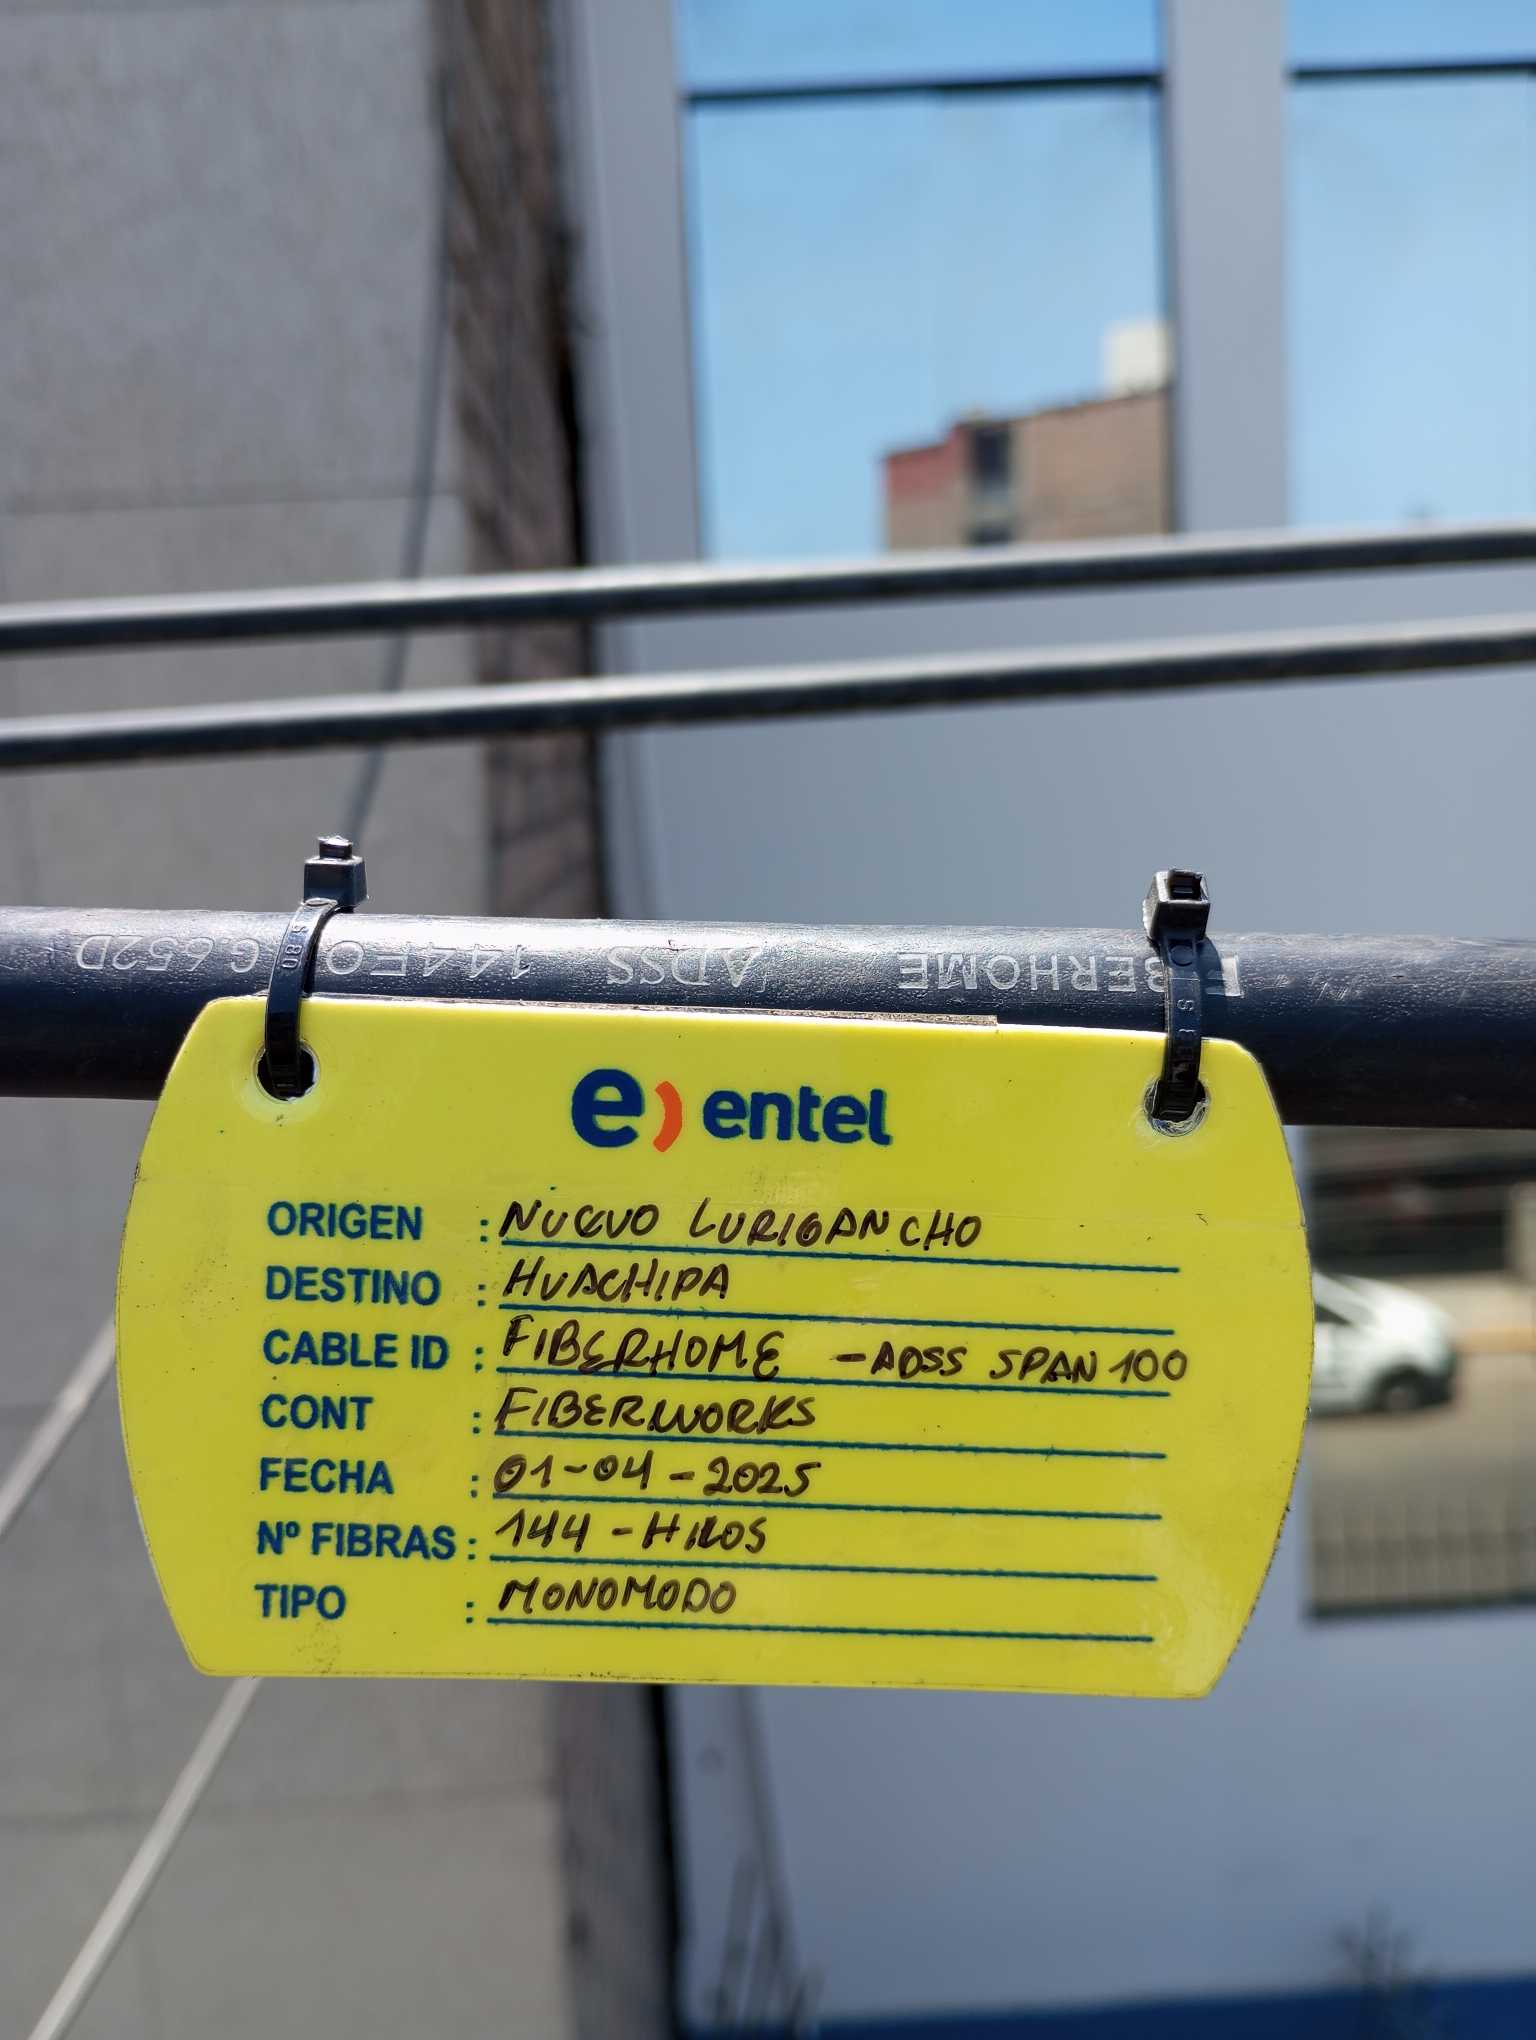 FIBERHOME ADSS 144FO G.652D
e) entel
ORIGEN : NUEVO LURIGANCHO
DESTINO : HUACHIPA
CABLE ID : FIBERHOME - ADSS SPAN 100
CONT : FIBERWORKS
FECHA : 01-04-2025
Nº FIBRAS : 144 - HILOS
TIPO : MONOMODO